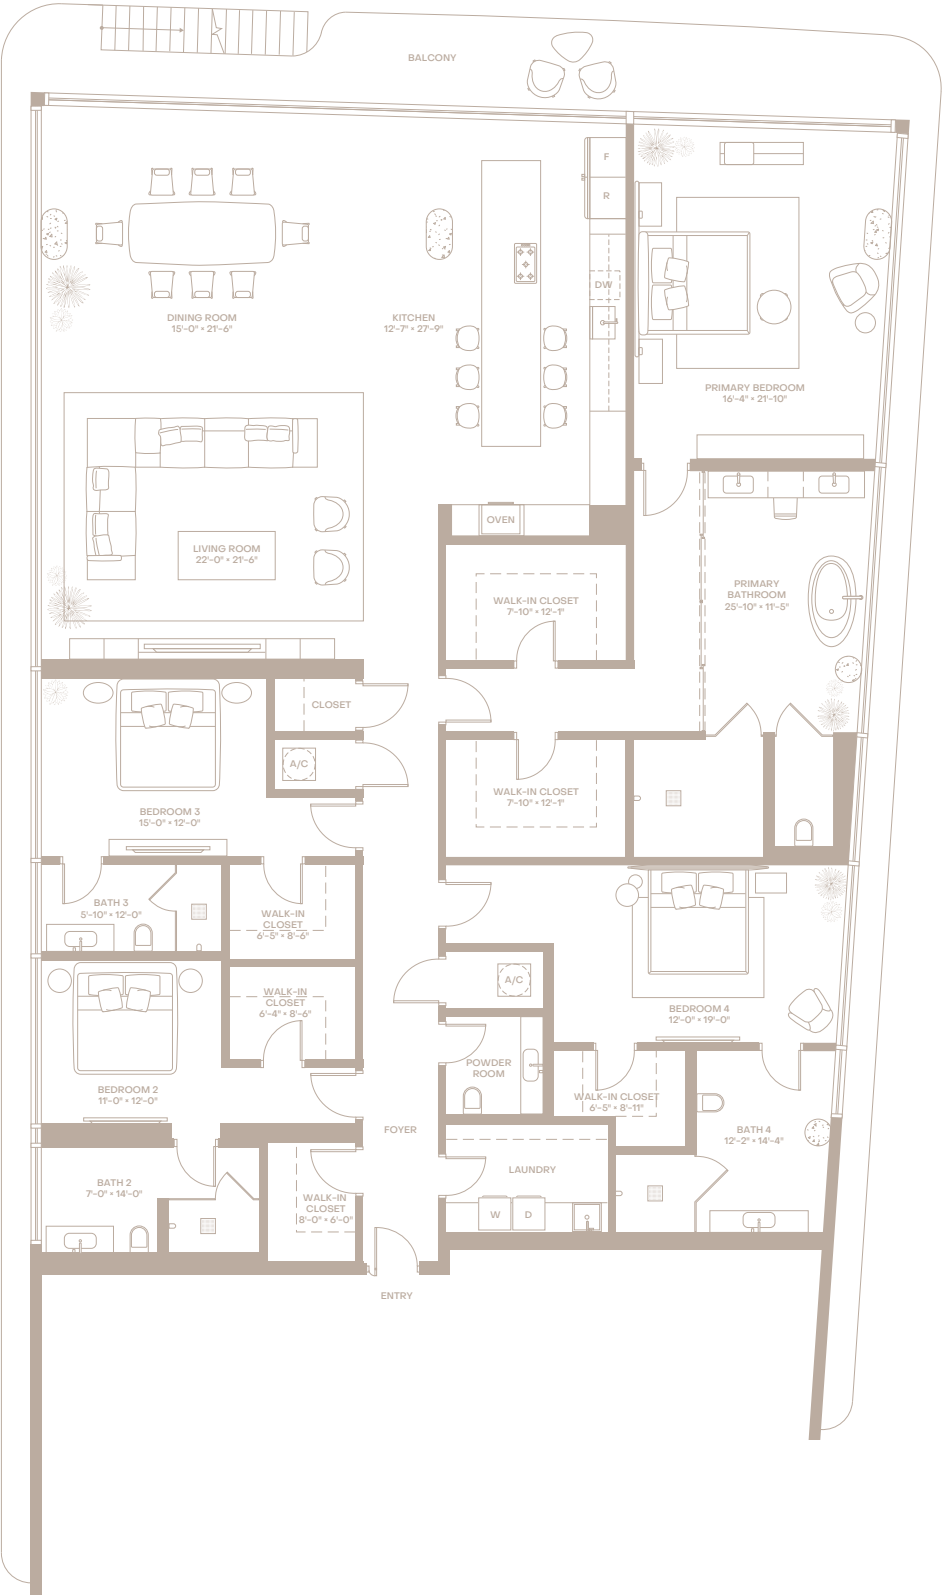 BALCONY
F
R
DW
DINING ROOM
15'-0" × 21'-6"
KITCHEN
12'-7" × 27'-9"
PRIMARY BEDROOM
16'-4" × 21'-10"
OVEN
LIVING ROOM
22'-0" × 21'-6"
PRIMARY
BATHROOM
25'-10" × 11'-5"
WALK-IN CLOSET
7'-10" × 12'-1"
CLOSET
A/C
WALK-IN CLOSET
7'-10" × 12'-1"
BEDROOM 3
15'-0" × 12'-0"
BATH 3
5'-10" × 12'-0"
WALK-IN
CLOSET
6'-5" × 8'-6"
A/C
WALK-IN
CLOSET
6'-4" × 8'-6"
BEDROOM 4
12'-0" × 19'-0"
POWDER
ROOM
BEDROOM 2
11'-0" × 12'-0"
WALK-IN CLOSET
6'-5" × 8'-11"
FOYER
BATH 4
12'-2" × 14'-4"
LAUNDRY
BATH 2
7'-0" × 14'-0"
WALK-IN
CLOSET
8'-0" × 6'-0"
W
D
ENTRY